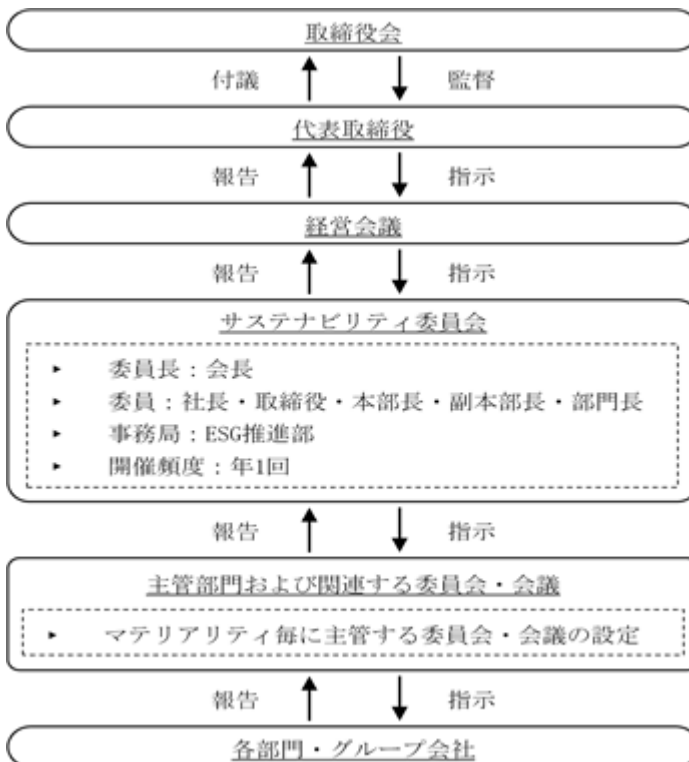 取締役会
付議 監督
代表取締役
報告 指示
経営会議
報告 指示
サステナビリティ委員会
▸ 委員長：会長
▸ 委員：社長・取締役・本部長・副本部長・部門長
▸ 事務局：ESG推進部
▸ 開催頻度：年1回
報告 指示
主管部門および関連する委員会・会議
▸ マテリアリティ毎に主管する委員会・会議の設定
報告 指示
各部門・グループ会社